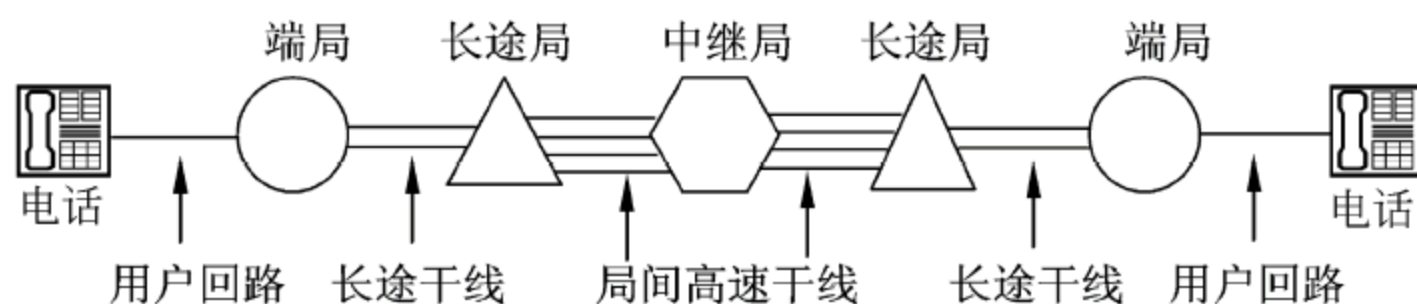 端局 长途局 中继局 长途局 端局
电话 电话
用户回路 长途干线 局间高速干线 长途干线 用户回路